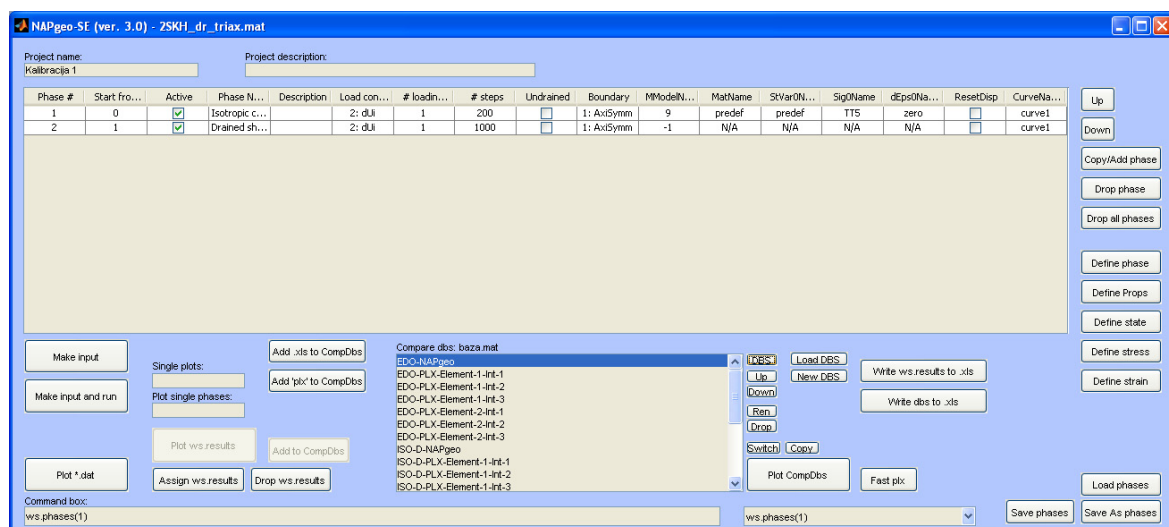 NAPgeo-SE (ver. 3.0) - 2SKH_dr_triax.mat
Project name: Project description:
Kalibracija 1
Phase # Start fro... Active Phase N... Description Load con... # loadin... # steps Undrained Boundary MModelN... MatName StVar0N... Sig0Name dEps0Na... ResetDisp CurveNa...
1 0 Isotropic c... 2: dUi 1 200 1: AxiSymm 9 predef predef TT5 zero curve1
2 1 Drained sh... 2: dUi 1 1000 1: AxiSymm -1 N/A N/A N/A N/A curve1
Up
Down
Copy/Add phase
Drop phase
Drop all phases
Define phase
Define Props
Define state
Define stress
Define strain
Make input
Make input and run
Plot *.dat
Single plots:
Plot single phases:
Plot ws.results
Assign ws.results
Add .xls to CompDbs
Add 'plx' to CompDbs
Add to CompDbs
Drop ws.results
Compare dbs: baza.mat
EDO-NAPgeo
EDO-PLX-Element-1-Int-1
EDO-PLX-Element-1-Int-2
EDO-PLX-Element-1-Int-3
EDO-PLX-Element-2-Int-1
EDO-PLX-Element-2-Int-2
EDO-PLX-Element-2-Int-3
ISO-D-NAPgeo
ISO-D-PLX-Element-1-Int-1
ISO-D-PLX-Element-1-Int-2
ISO-D-PLX-Element-1-Int-3
DBS Load DBS
Up New DBS
Down
Ren
Drop
Switch Copy
Plot CompDbs
Write ws.results to .xls
Write dbs to .xls
Fast plx
Load phases
Command box:
ws.phases(1) ws.phases(1) Save phases Save As phases